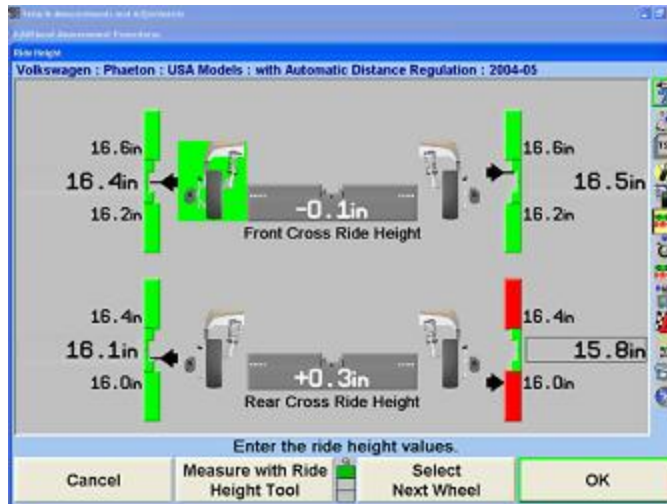 Ride Height
Volkswagen : Phaeton : USA Models : with Automatic Distance Regulation : 2004-05
16.6in
16.6in
16.4in
16.5in
16.2in
-0.1in
16.2in
Front Cross Ride Height
16.4in
16.4in
16.1in
15.8in
16.0in
+0.3in
16.0in
Rear Cross Ride Height
Enter the ride height values.
Cancel
Measure with Ride
Height Tool
Select
Next Wheel
OK